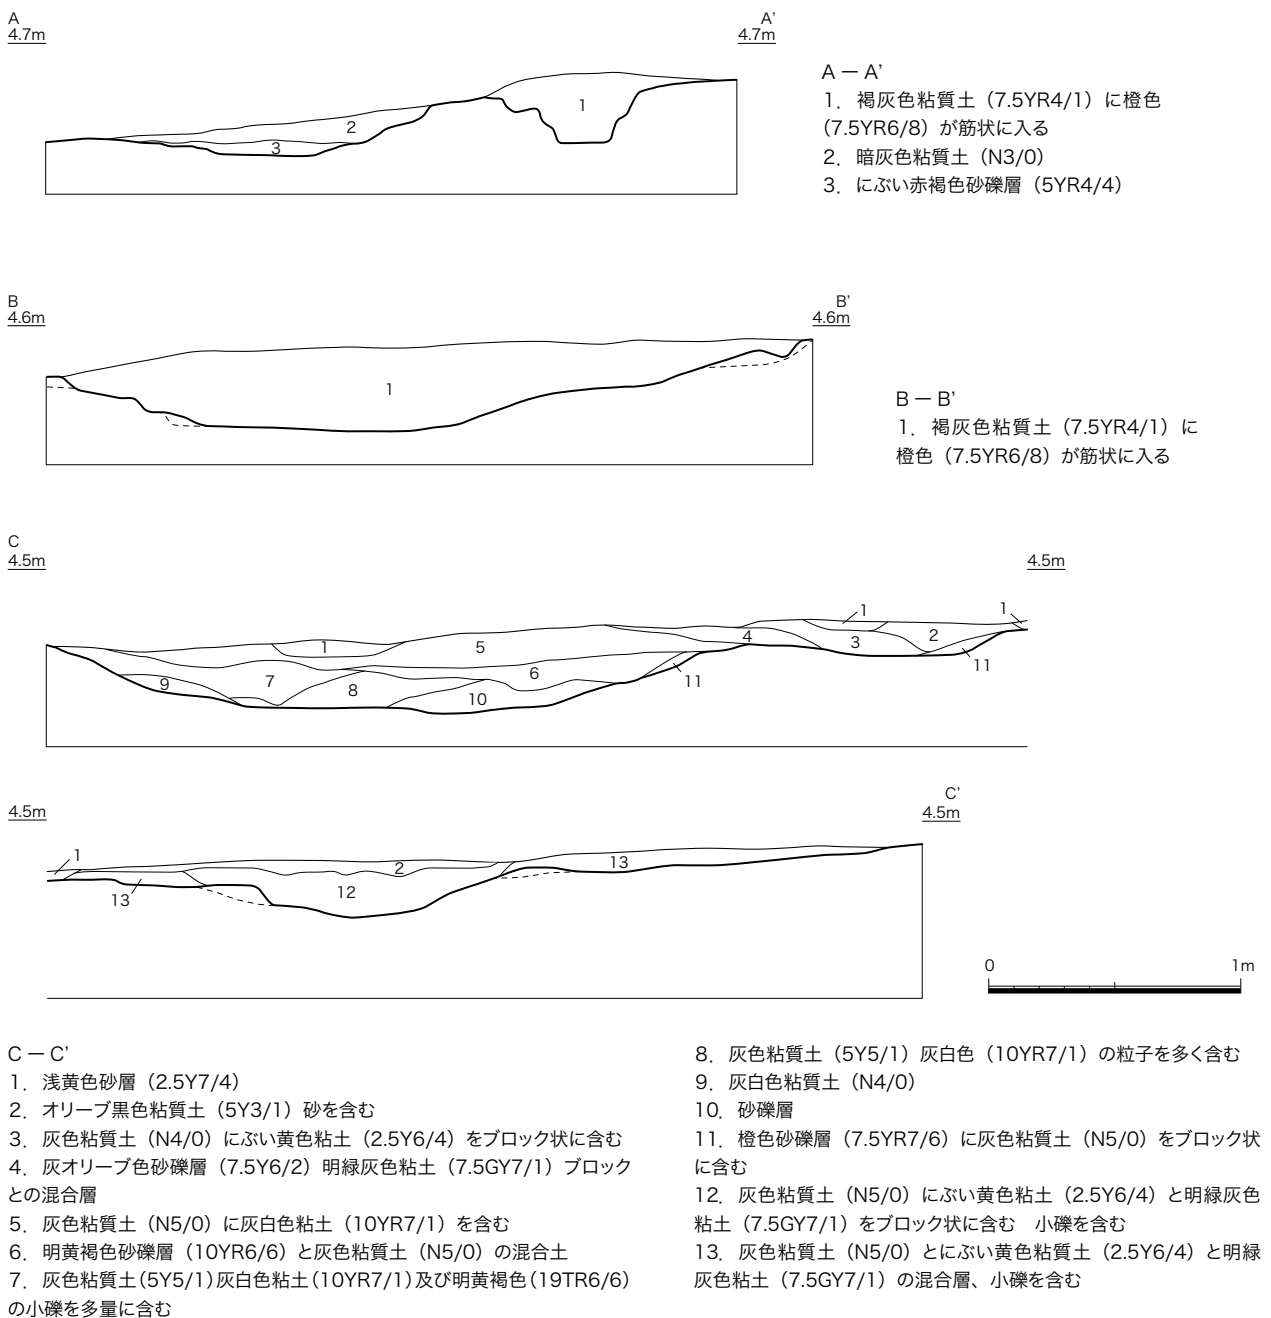 A
4.7m
A'
4.7m
1
2
3
A － A'
1．褐灰色粘質土（7.5YR4/1）に橙色
（7.5YR6/8）が筋状に入る
2．暗灰色粘質土（N3/0）
3．にぶい赤褐色砂礫層（5YR4/4）
B
4.6m
B'
4.6m
1
B － B'
1．褐灰色粘質土（7.5YR4/1）に
橙色（7.5YR6/8）が筋状に入る
C
4.5m
4.5m
1
1
1
5
4
3
2
11
6
7
8
9
10
11
4.5m
C'
4.5m
1
2
13
12
13
0
1m
C － C'
1．浅黄色砂層（2.5Y7/4）
2．オリーブ黒色粘質土（5Y3/1）砂を含む
3．灰色粘質土（N4/0）にぶい黄色粘土（2.5Y6/4）をブロック状に含む
4．灰オリーブ色砂礫層（7.5Y6/2）明緑灰色粘土（7.5GY7/1）ブロック
との混合層
5．灰色粘質土（N5/0）に灰白色粘土（10YR7/1）を含む
6．明黄褐色砂礫層（10YR6/6）と灰色粘質土（N5/0）の混合土
7．灰色粘質土（5Y5/1）灰白色粘土（10YR7/1）及び明黄褐色（19TR6/6）
の小礫を多量に含む
8．灰色粘質土（5Y5/1）灰白色（10YR7/1）の粒子を多く含む
9．灰白色粘質土（N4/0）
10．砂礫層
11．橙色砂礫層（7.5YR7/6）に灰色粘質土（N5/0）をブロック状
に含む
12．灰色粘質土（N5/0）にぶい黄色粘土（2.5Y6/4）と明緑灰色
粘土（7.5GY7/1）をブロック状に含む　小礫を含む
13．灰色粘質土（N5/0）とにぶい黄色粘質土（2.5Y6/4）と明緑
灰色粘土（7.5GY7/1）の混合層、小礫を含む